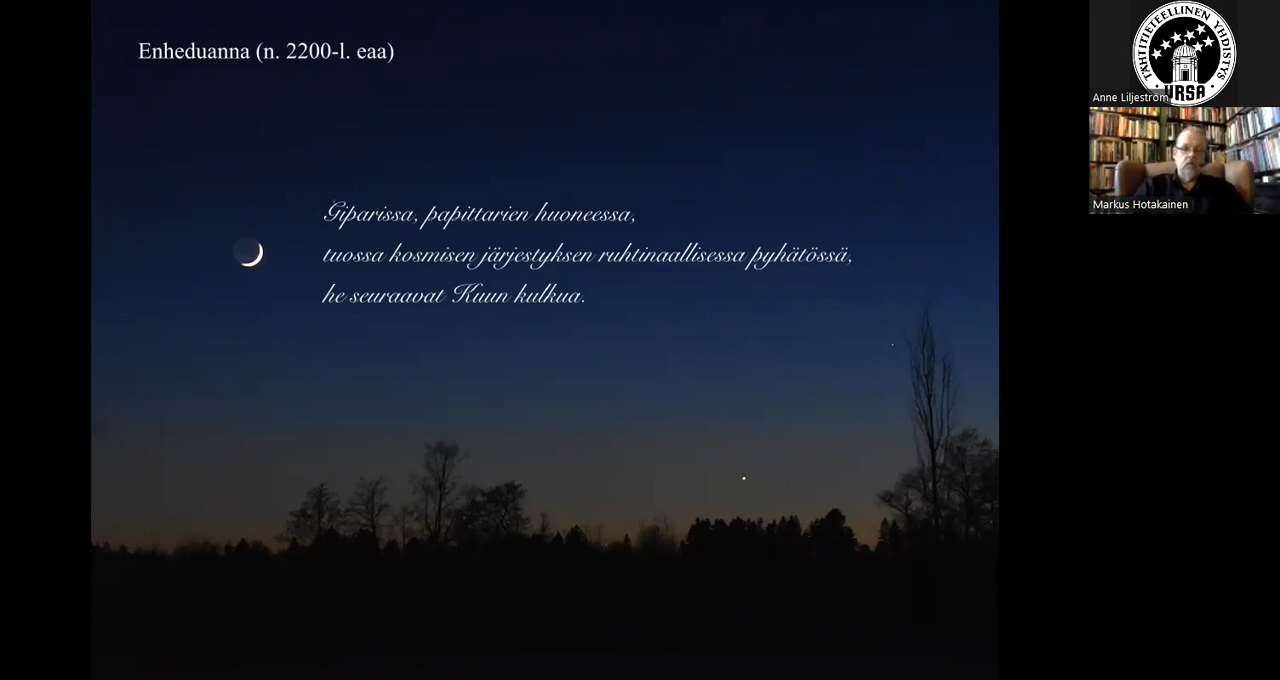 Enheduanna (n. 2200-l. eaa)
Giparissa, papittarien huoneessa,
tuossa kosmisen järjestyksen ruhtinaallisessa pyhätössä,
he seuraavat Kuun kulkua.
TÄHTITIETEELLINEN YHDISTYS
URSA
Anne Liljeström
Markus Hotakainen